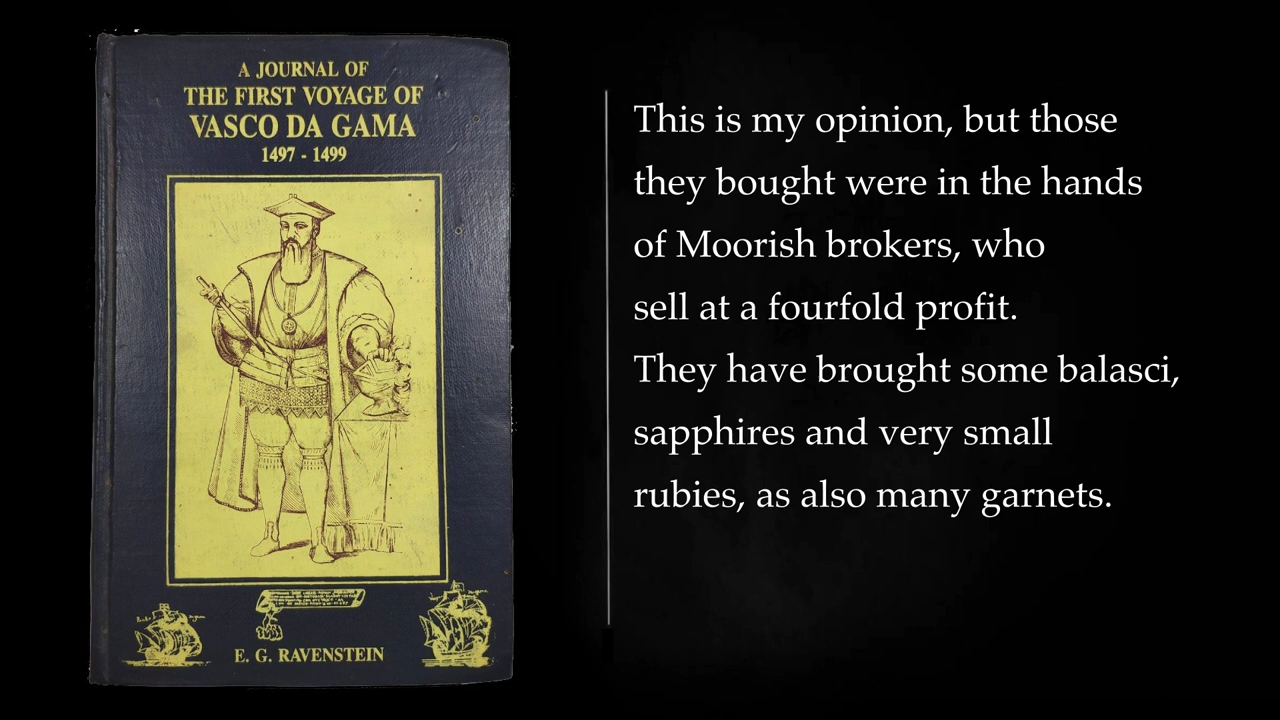 A JOURNAL OF
THE FIRST VOYAGE OF
VASCO DA GAMA
1497 - 1499
E. G. RAVENSTEIN
This is my opinion, but those
they bought were in the hands
of Moorish brokers, who
sell at a fourfold profit.
They have brought some balasci,
sapphires and very small
rubies, as also many garnets.